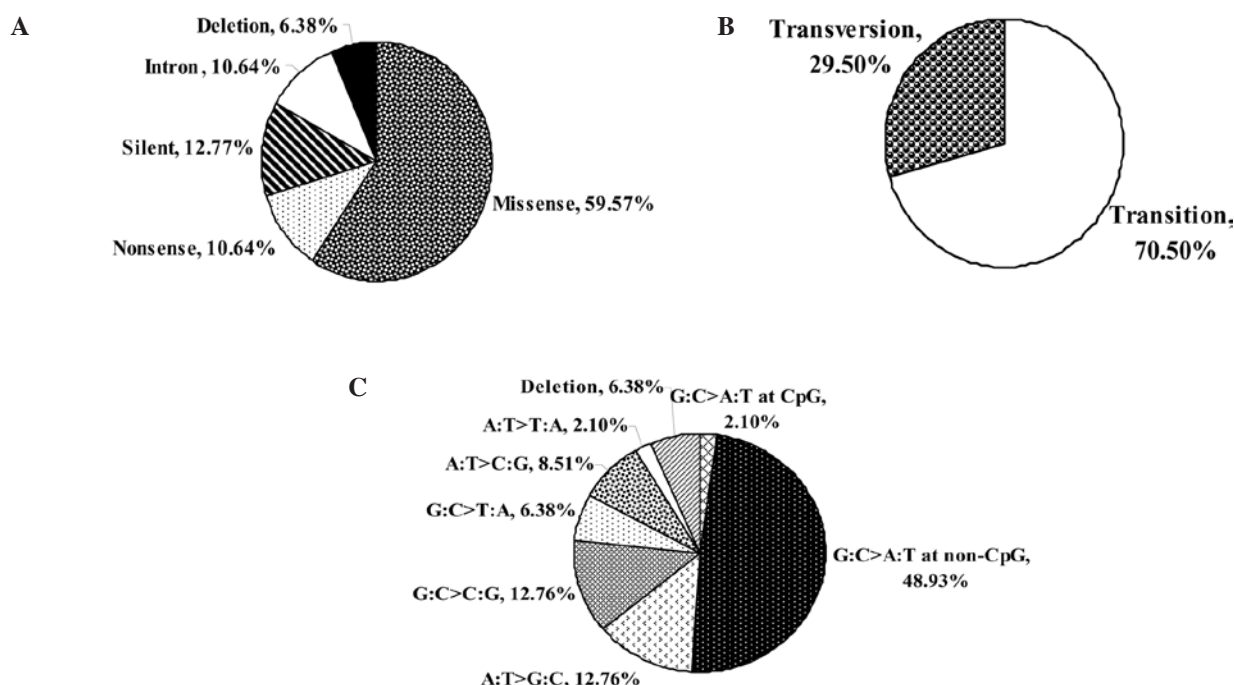 A
Deletion, 6.38%
Intron, 10.64%
Silent, 12.77%
Missense, 59.57%
Nonsense, 10.64%
B
Transversion,
29.50%
Transition,
70.50%
C
Deletion, 6.38%
G:C>A:T at CpG,
2.10%
A:T>T:A, 2.10%
A:T>C:G, 8.51%
G:C>T:A, 6.38%
G:C>A:T at non-CpG,
48.93%
G:C>C:G, 12.76%
A:T>G:C, 12.76%